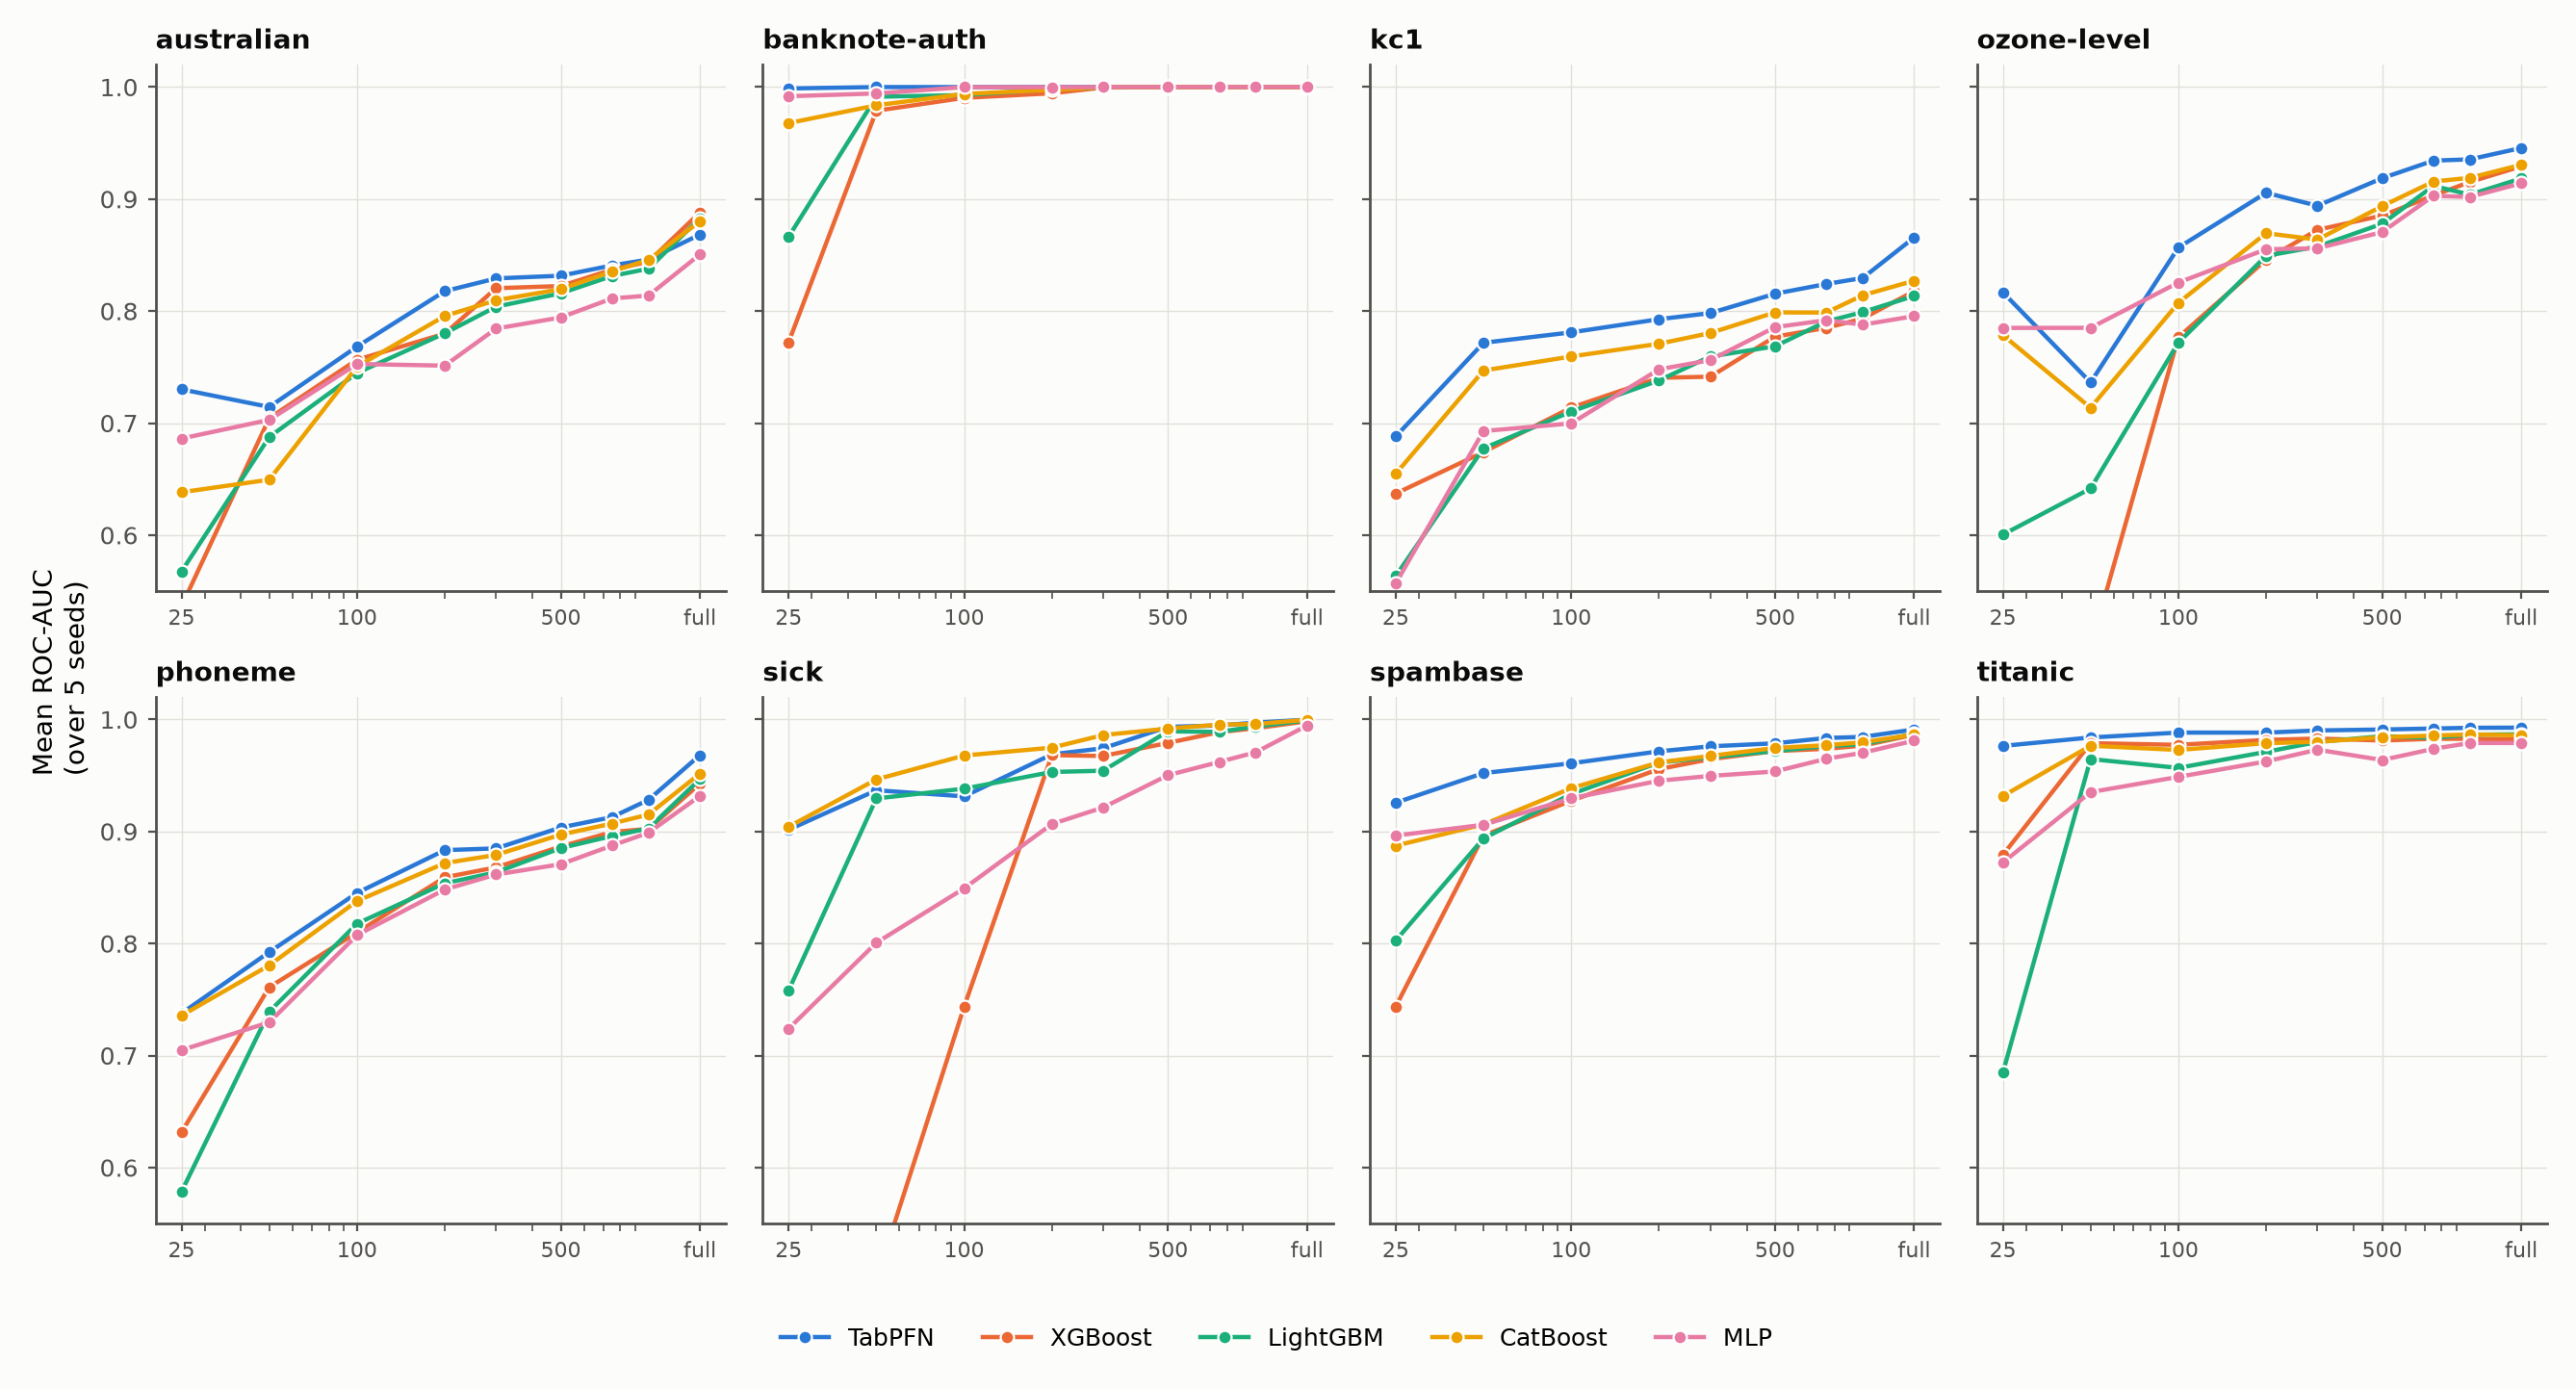 australian
banknote-auth
kc1
ozone-level
1.0
0.9
0.8
0.7
0.6
25 100 500 full
25 100 500 full
25 100 500 full
25 100 500 full
Mean ROC-AUC
(over 5 seeds)
phoneme
sick
spambase
titanic
1.0
0.9
0.8
0.7
0.6
25 100 500 full
25 100 500 full
25 100 500 full
25 100 500 full
TabPFN XGBoost LightGBM CatBoost MLP